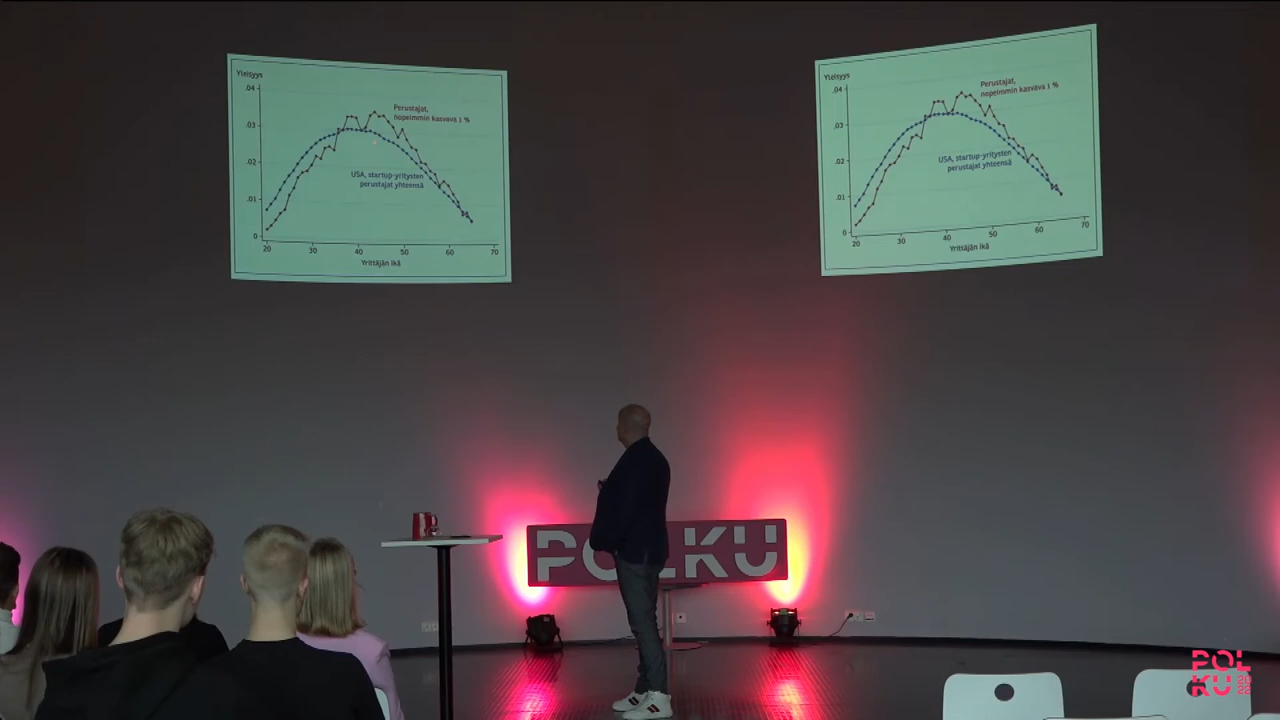 Yleisyys
.04
Perustajat,
nopeimmin kasvava 1 %
.03
.02
USA, startup-yritysten
perustajat yhteensä
.01
0
20 30 40 50 60 70
Yrittäjän ikä
Yleisyys
.04
Perustajat,
nopeimmin kasvava 1 %
.03
.02
USA, startup-yritysten
perustajat yhteensä
.01
0
20 30 40 50 60 70
Yrittäjän ikä
POLKU
POL
KU